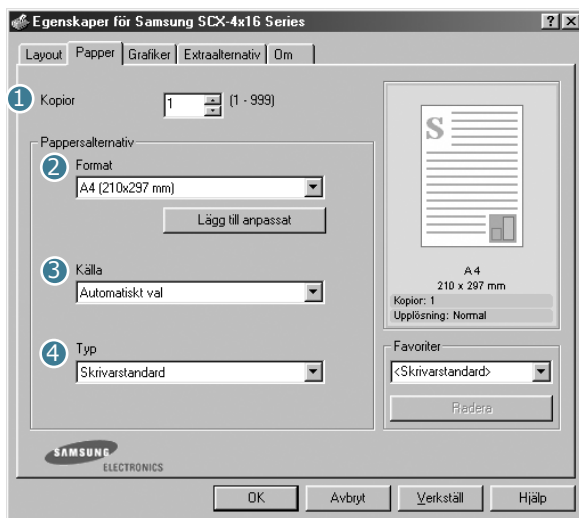 Egenskaper för Samsung SCX-4x16 Series
Layout Papper Grafiker Extraalternativ Om
1 Kopior 1 (1 - 999)
Pappersalternativ
2 Format
A4 (210x297 mm)
Lägg till anpassat
3 Källa
Automatiskt val
4 Typ
Skrivarstandard
S
A4
210 x 297 mm
Kopior: 1
Upplösning: Normal
Favoriter
<Skrivarstandard>
Radera
SAMSUNG
ELECTRONICS
OK Avbryt Verkställ Hjälp